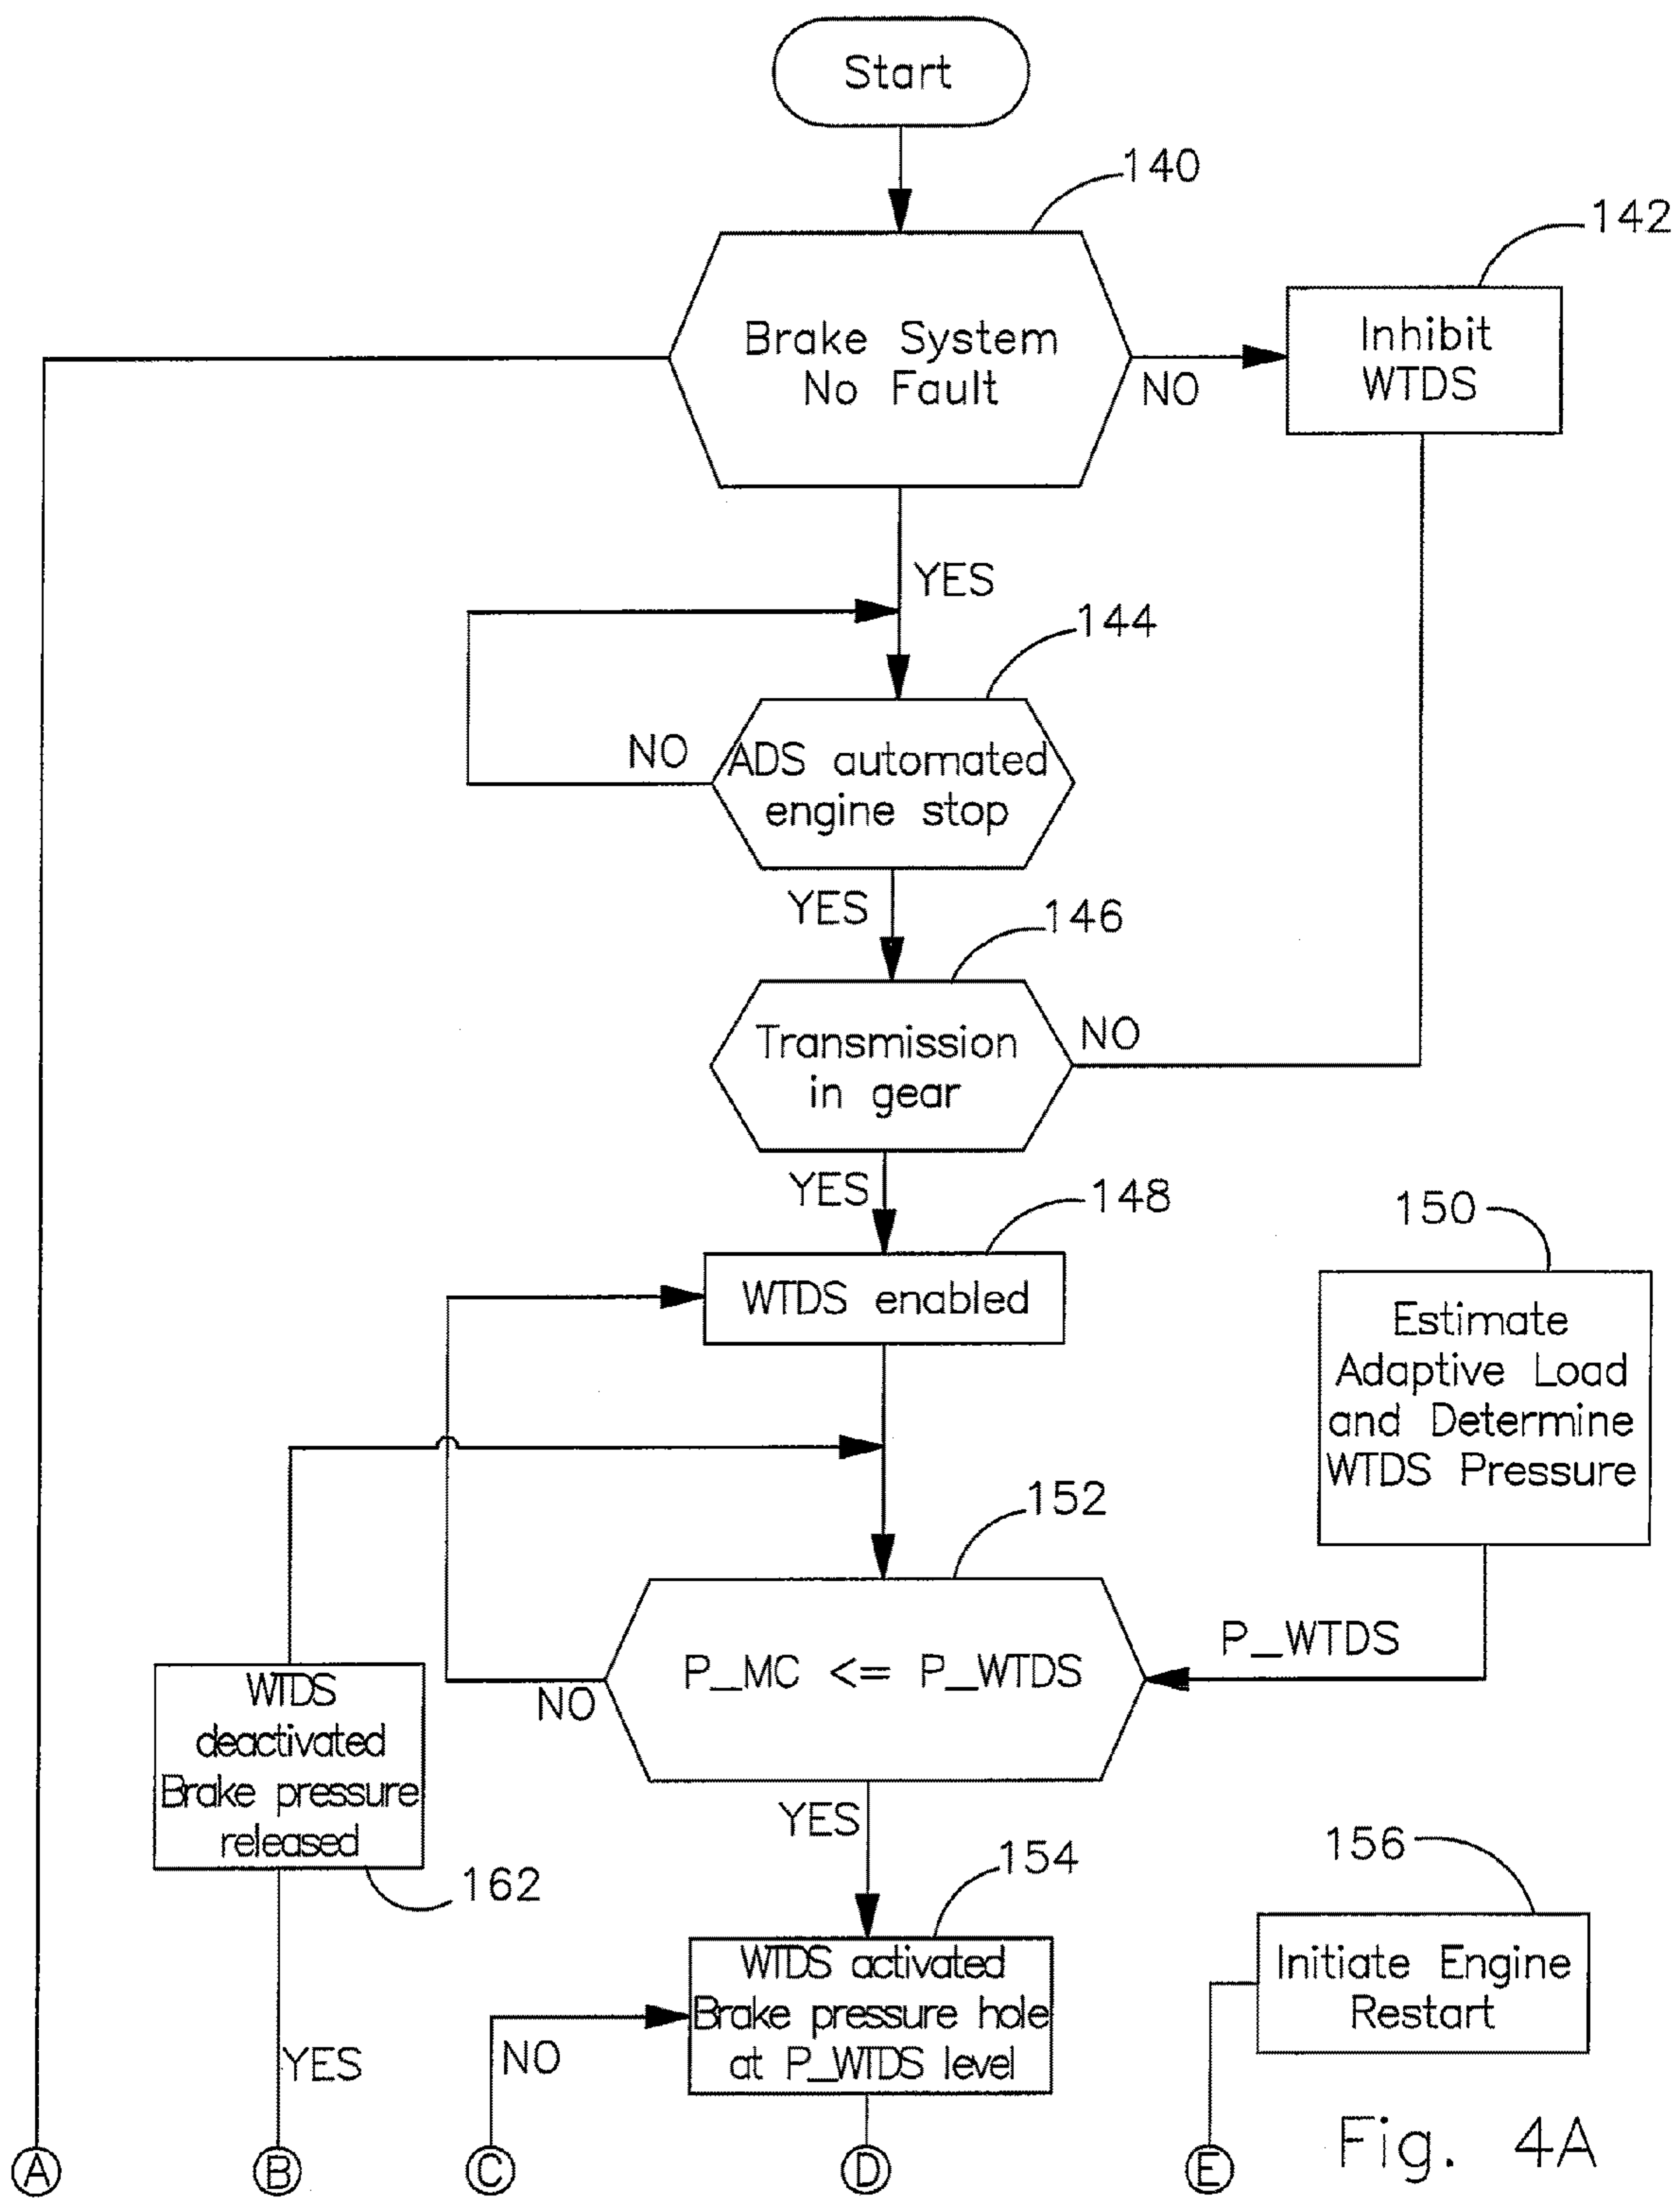 Start
140
142
Brake System
No Fault
NO
Inhibit
WTDS
YES
144
NO
ADS automated
engine stop
YES
146
Transmission
in gear
NO
YES
148
150
WTDS enabled
Estimate
Adaptive Load
and Determine
WTDS Pressure
152
P_WTDS
P_MC <= P_WTDS
NO
WTDS
deactivated
Brake pressure
released
162
YES
154
156
WTDS activated
Brake pressure hole
at P_WTDS level
Initiate Engine
Restart
YES
NO
Fig. 4A
A
B
C
D
E